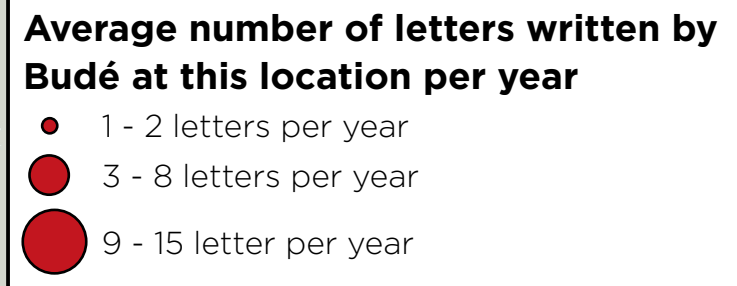 Average number of letters written by
Budé at this location per year
1 - 2 letters per year
3 - 8 letters per year
9 - 15 letter per year